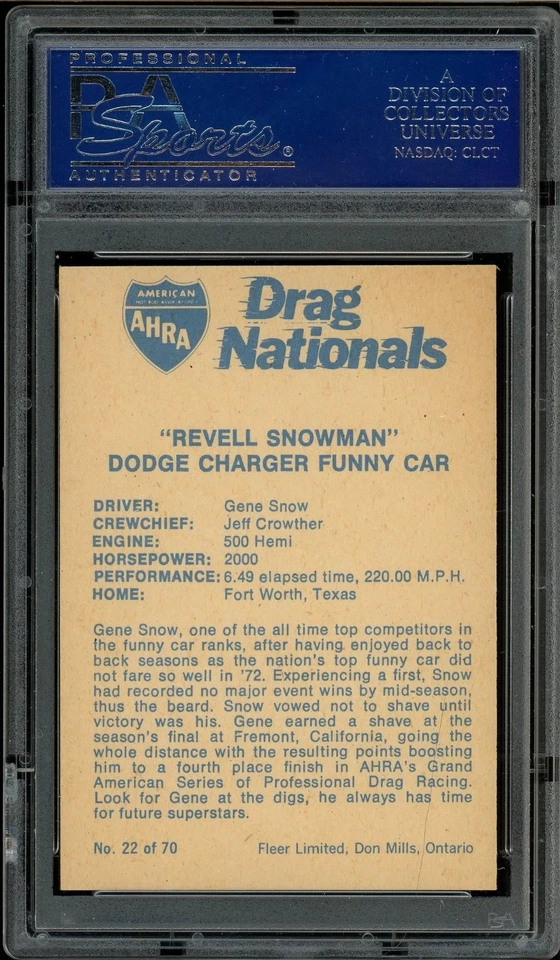 PROFESSIONAL
PSA
Sports®
AUTHENTICATOR
A
DIVISION OF
COLLECTORS
UNIVERSE
NASDAQ: CLCT
AMERICAN
HOT ROD ASSOCIATION
AHRA
Drag
Nationals
"REVELL SNOWMAN"
DODGE CHARGER FUNNY CAR
DRIVER: Gene Snow
CREWCHIEF: Jeff Crowther
ENGINE: 500 Hemi
HORSEPOWER: 2000
PERFORMANCE: 6.49 elapsed time, 220.00 M.P.H.
HOME: Fort Worth, Texas
Gene Snow, one of the all time top competitors in
the funny car ranks, after having enjoyed back to
back seasons as the nation's top funny car did
not fare so well in '72. Experiencing a first, Snow
had recorded no major event wins by mid-season,
thus the beard. Snow vowed not to shave until
victory was his. Gene earned a shave at the
season's final at Fremont, California, going the
whole distance with the resulting points boosting
him to a fourth place finish in AHRA's Grand
American Series of Professional Drag Racing.
Look for Gene at the digs, he always has time
for future superstars.
No. 22 of 70 Fleer Limited, Don Mills, Ontario
PSA